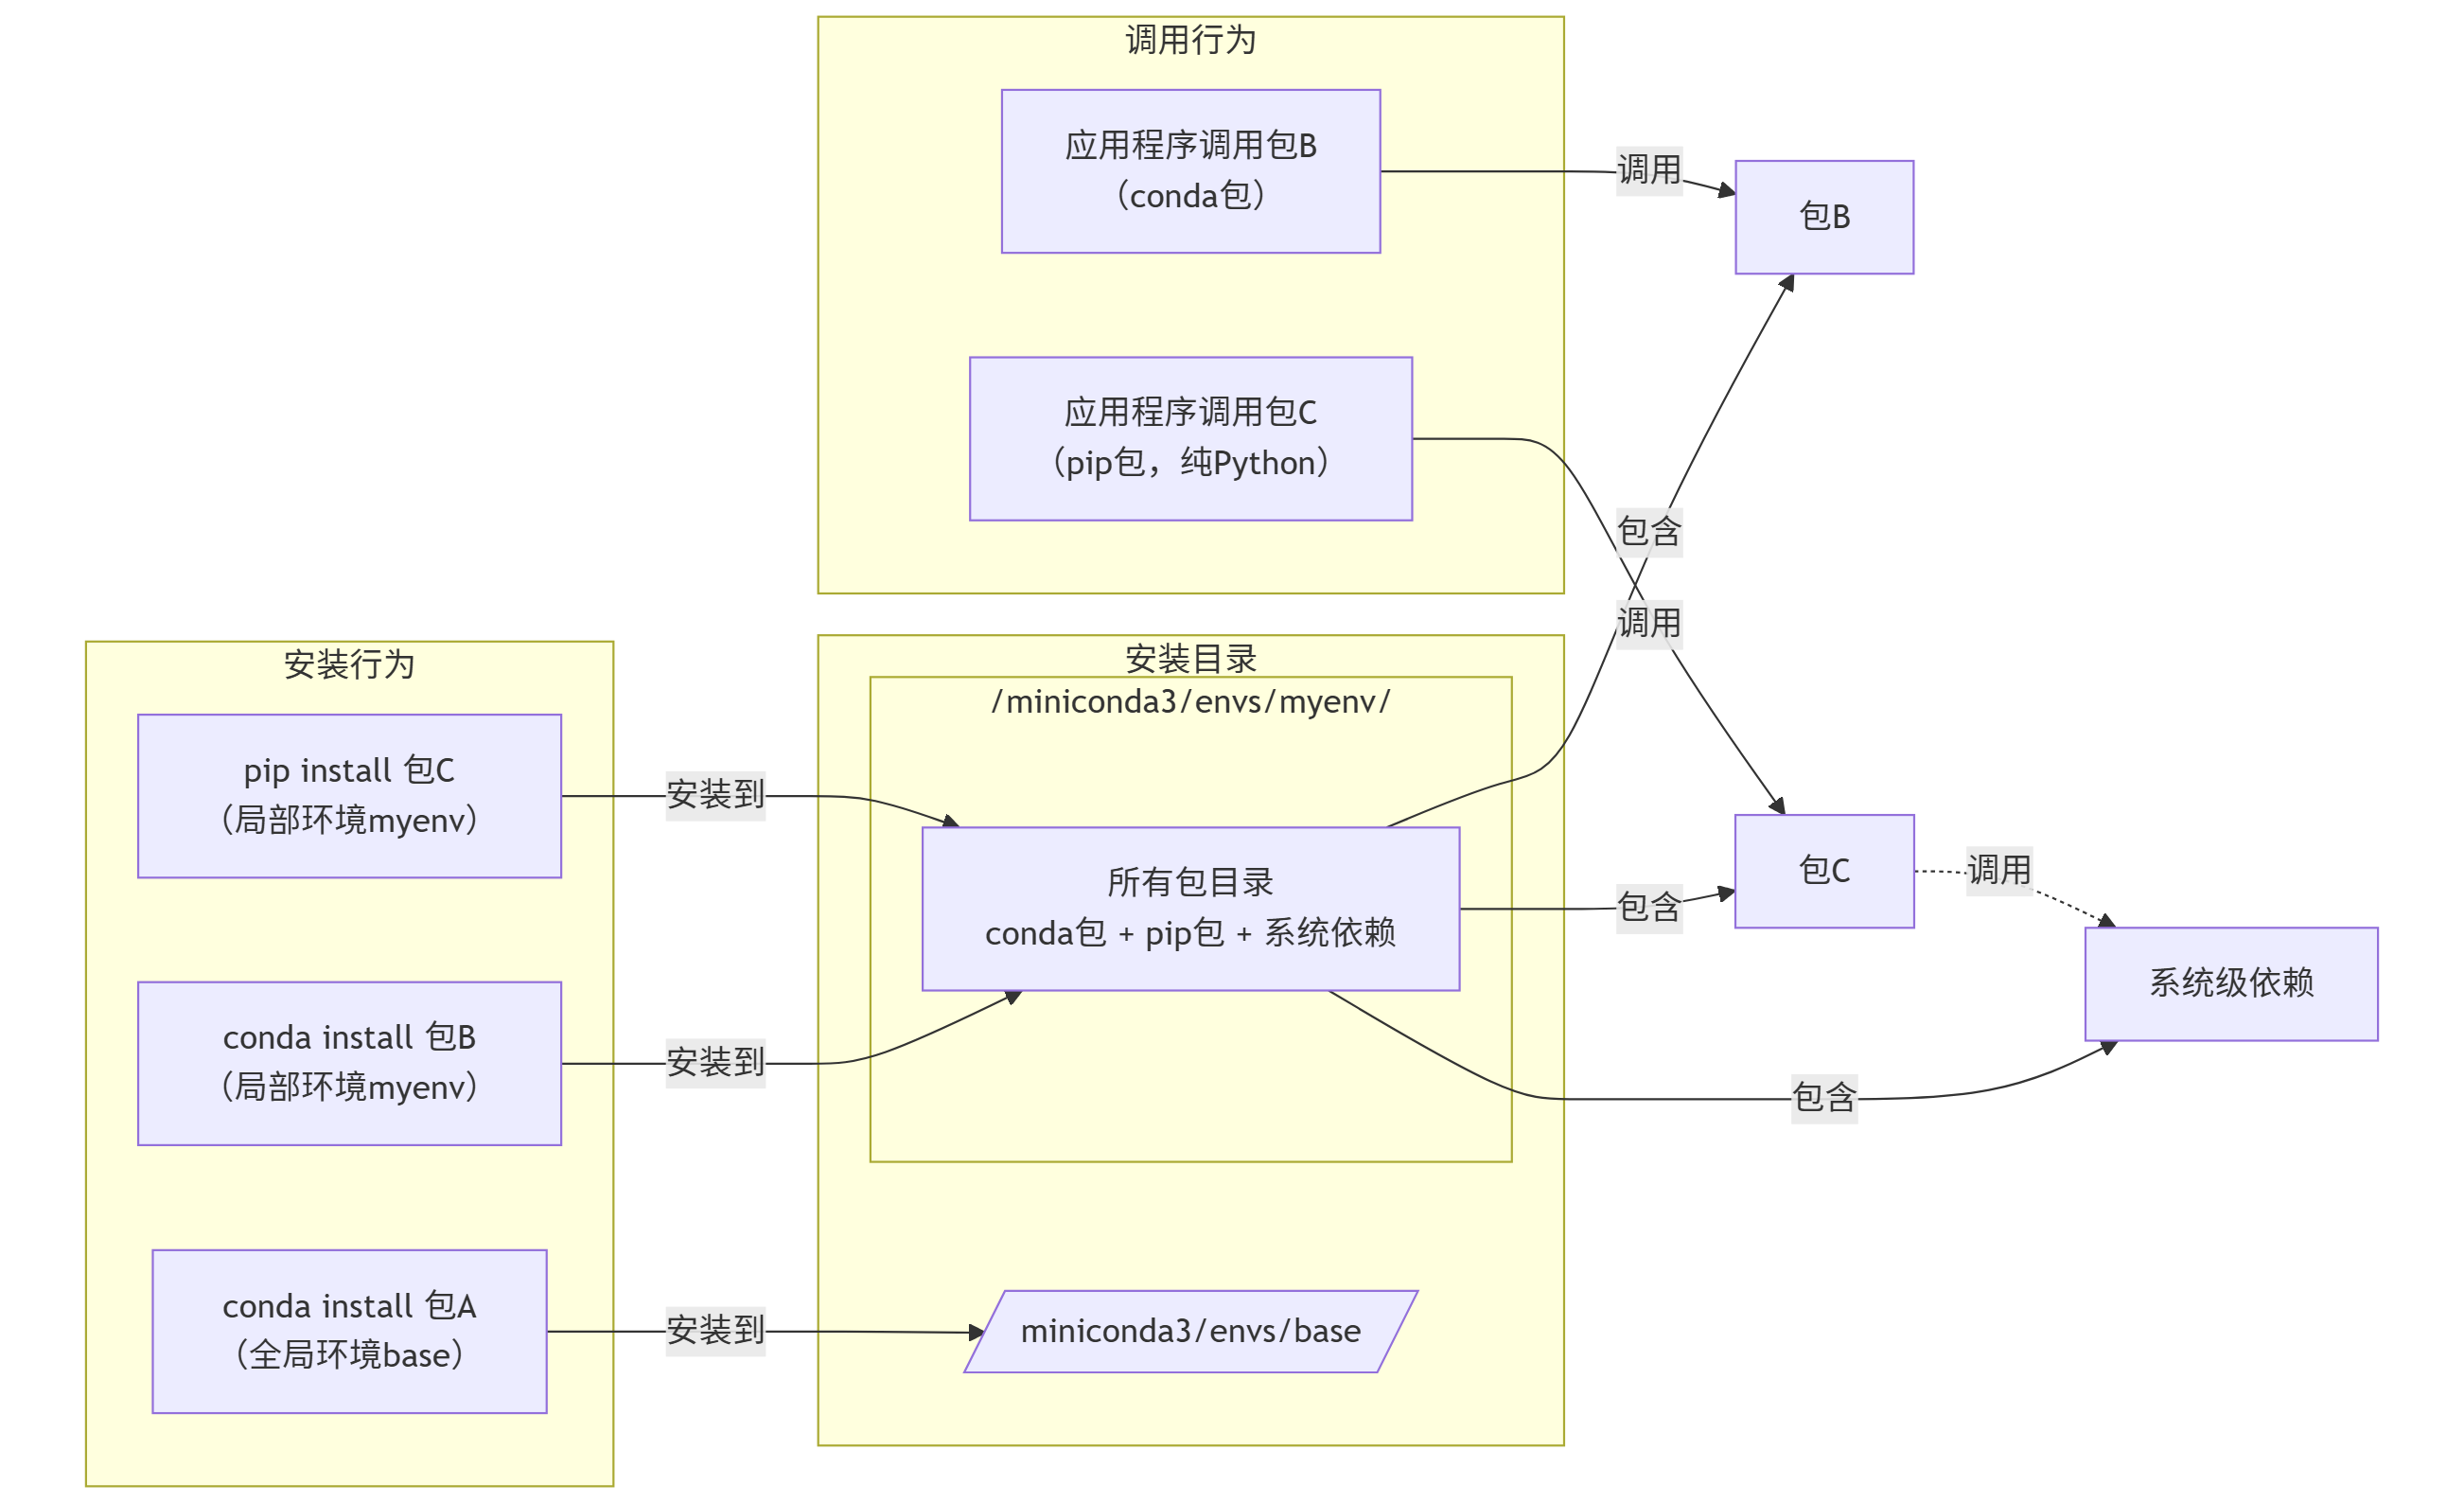 调用行为
应用程序调用包B
（conda包）
调用
包B
应用程序调用包C
（pip包，纯Python）
包含
调用
安装行为
pip install 包C
（局部环境myenv）
安装到
conda install 包B
（局部环境myenv）
安装到
conda install 包A
（全局环境base）
安装到
安装目录
/miniconda3/envs/myenv/
所有包目录
conda包 + pip包 + 系统依赖
miniconda3/envs/base
包含
包C
调用
系统级依赖
包含